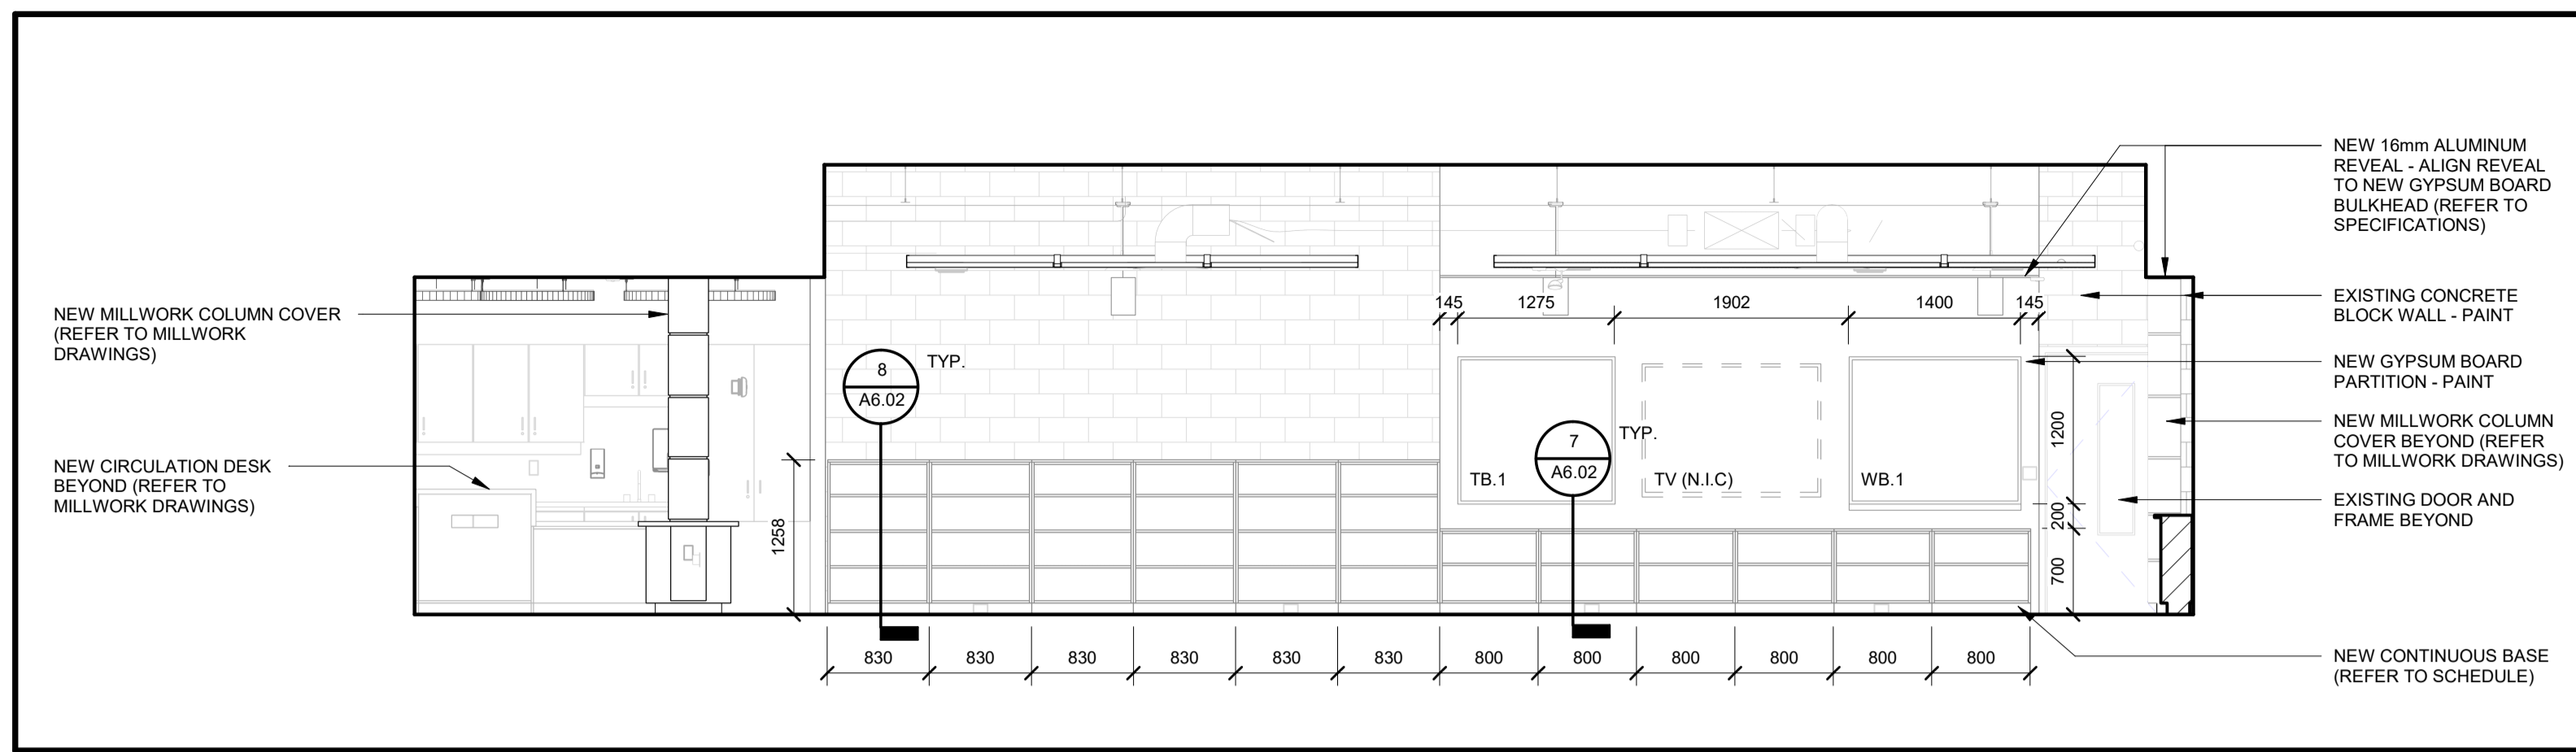 NEW MILLWORK COLUMN COVER
(REFER TO MILLWORK
DRAWINGS)
NEW CIRCULATION DESK
BEYOND (REFER TO
MILLWORK DRAWINGS)
1258
8
A6.02
TYP.
7
A6.02
TYP.
145
1275
1902
1400
145
TB.1
TV (N.I.C)
WB.1
1200
200
700
830
830
830
830
830
830
800
800
800
800
800
800
NEW 16mm ALUMINUM
REVEAL - ALIGN REVEAL
TO NEW GYPSUM BOARD
BULKHEAD (REFER TO
SPECIFICATIONS)
EXISTING CONCRETE
BLOCK WALL - PAINT
NEW GYPSUM BOARD
PARTITION - PAINT
NEW MILLWORK COLUMN
COVER BEYOND (REFER
TO MILLWORK DRAWINGS)
EXISTING DOOR AND
FRAME BEYOND
NEW CONTINUOUS BASE
(REFER TO SCHEDULE)